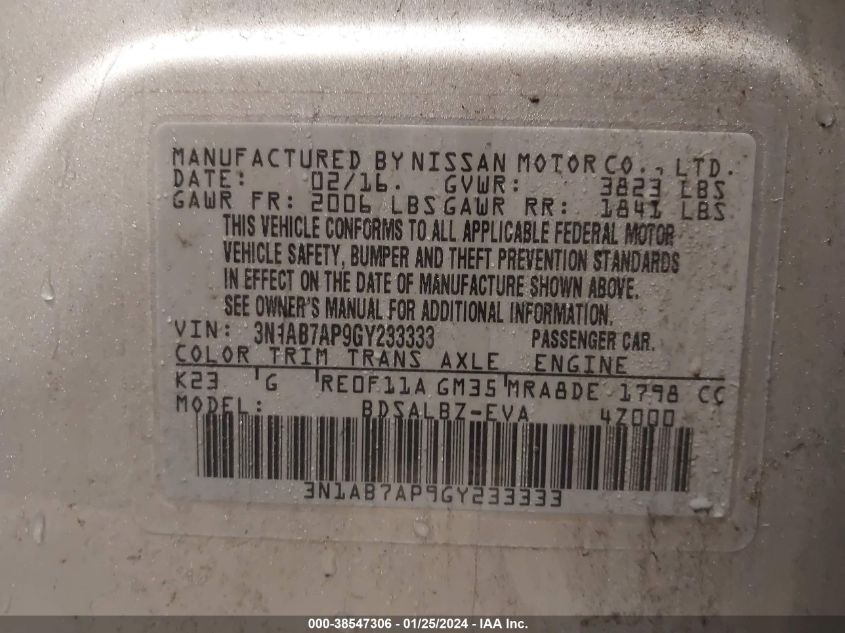 MANUFACTURED BY NISSAN MOTOR CO., LTD.
DATE: 02/16. GVWR: 3823 LBS
GAWR FR: 2006 LBS GAWR RR: 1841 LBS
THIS VEHICLE CONFORMS TO ALL APPLICABLE FEDERAL MOTOR
VEHICLE SAFETY, BUMPER AND THEFT PREVENTION STANDARDS
IN EFFECT ON THE DATE OF MANUFACTURE SHOWN ABOVE.
SEE OWNER'S MANUAL FOR ADDITIONAL INFORMATION.
VIN: 3N1AB7AP9GY233333 PASSENGER CAR.
COLOR TRIM TRANS AXLE ENGINE
K23 G RE0F11A GM35 MRA8DE 1798 CC
MODEL: BDSALBZ-EVA 4Z000
3N1AB7AP9GY233333
000-38547306 - 01/25/2024 - IAA Inc.